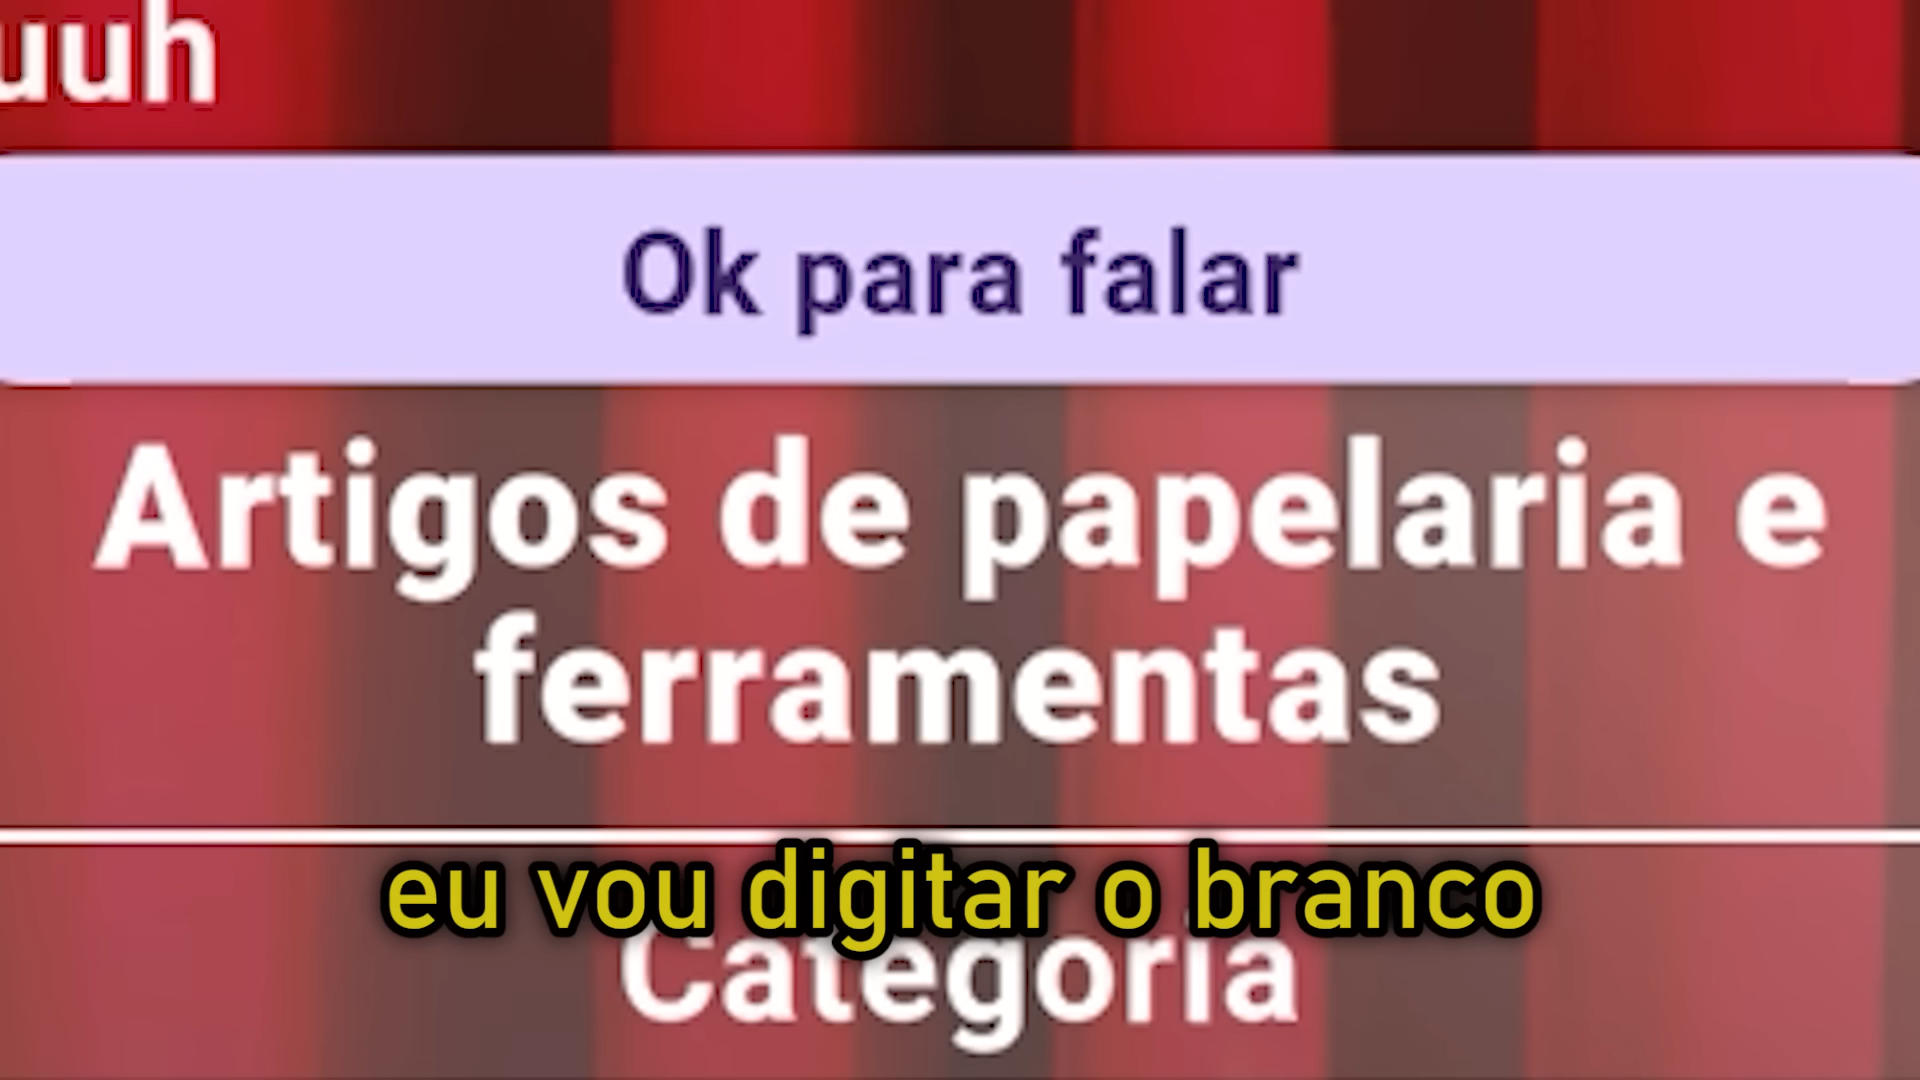 uuh
Ok para falar
Artigos de papelaria e
ferramentas
eu vou digitar o branco
Categoria